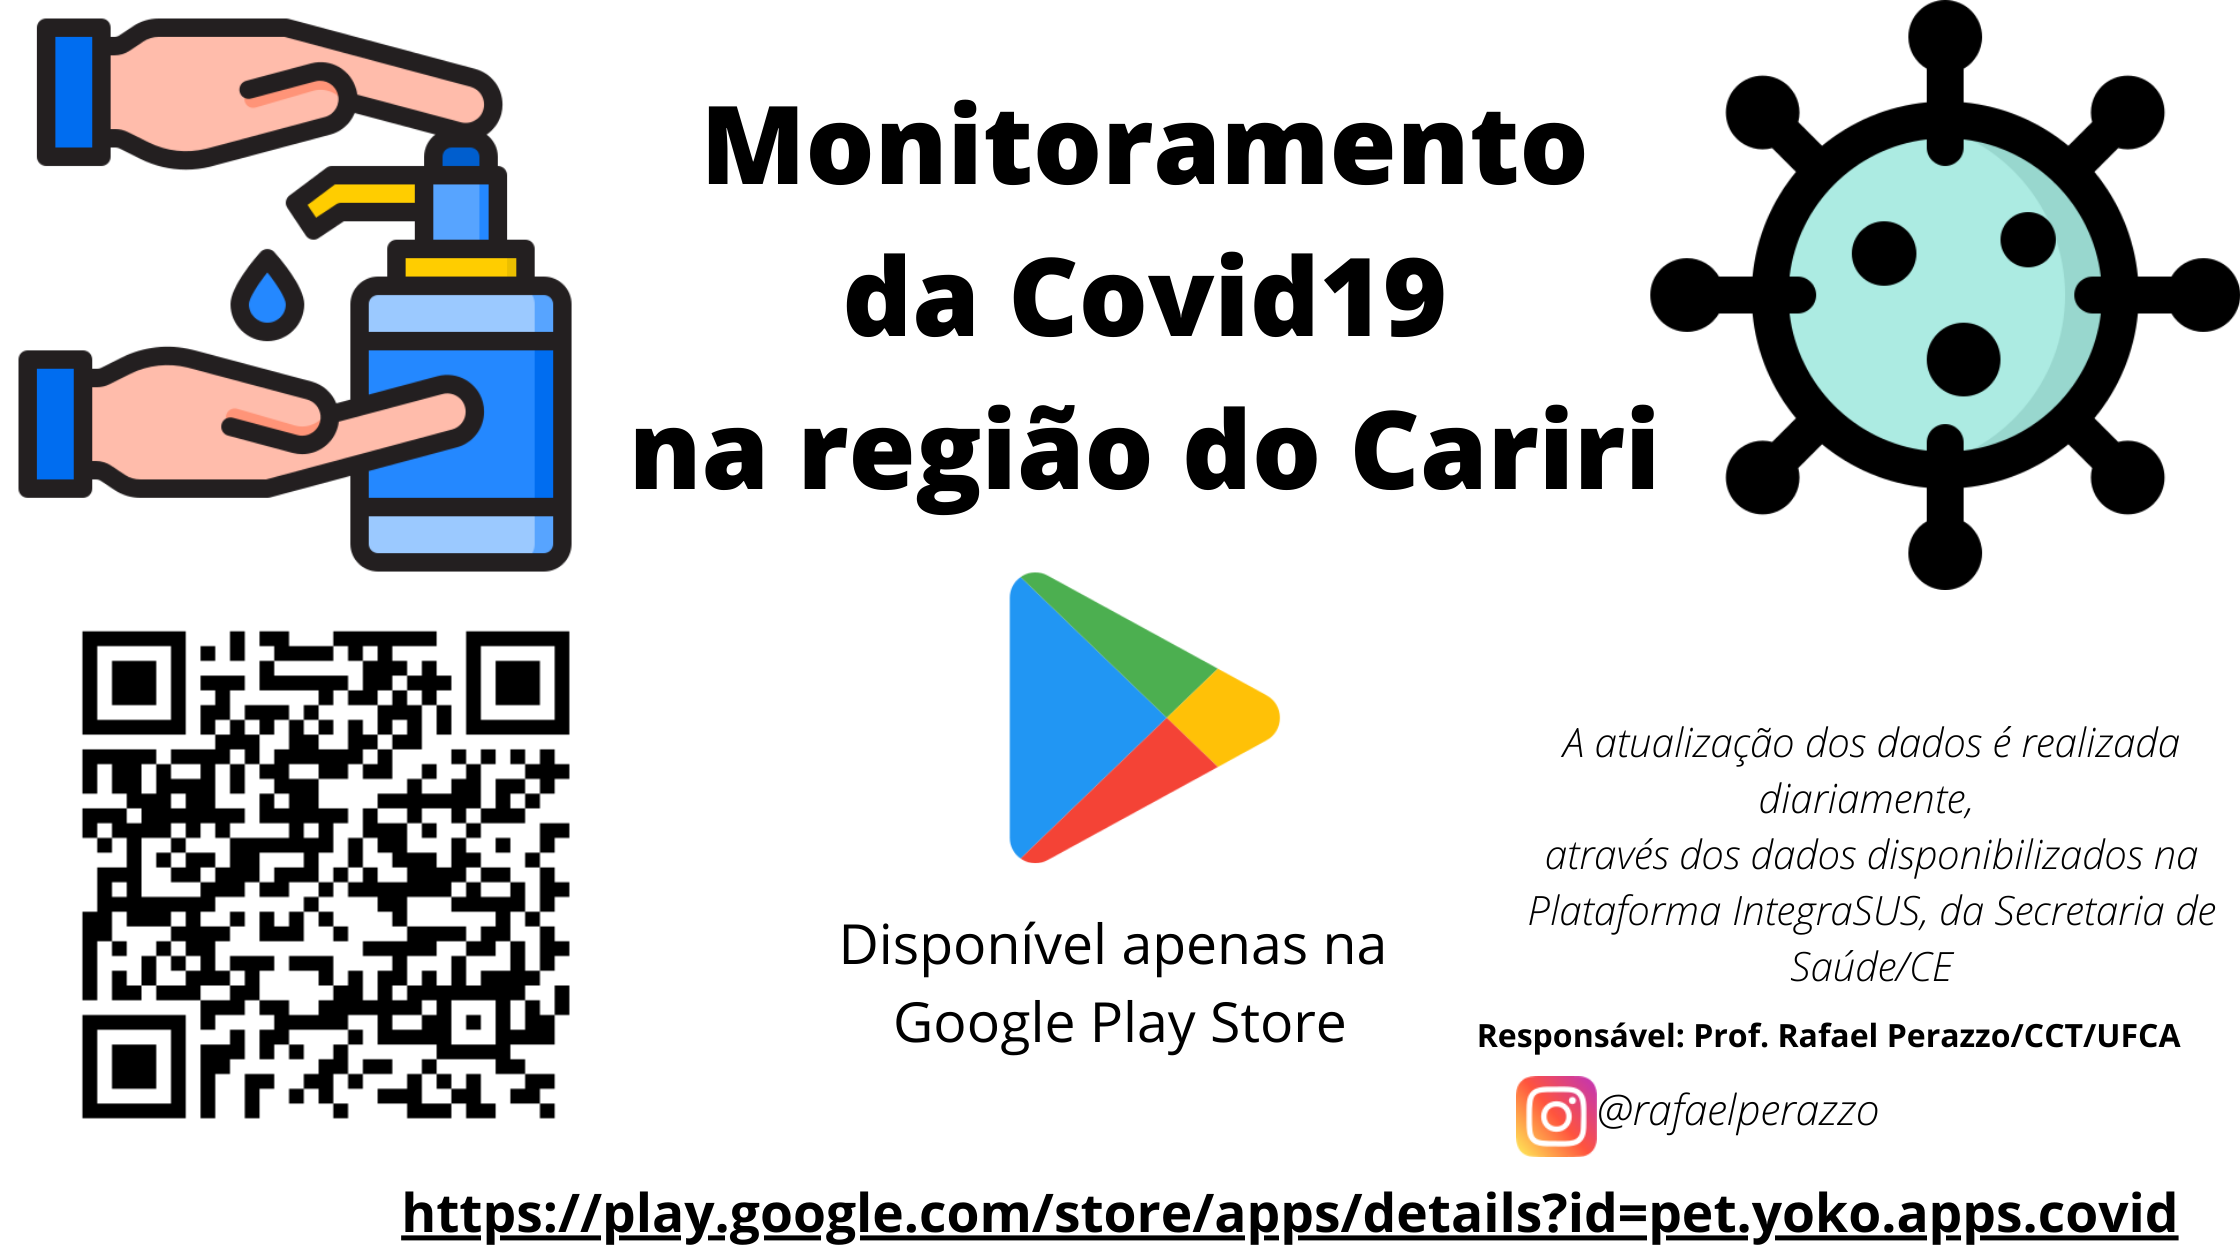 Monitoramento
da Covid19
na região do Cariri
Disponível apenas na
Google Play Store
A atualização dos dados é realizada
diariamente,
através dos dados disponibilizados na
Plataforma IntegraSUS, da Secretaria de
Saúde/CE
Responsável: Prof. Rafael Perazzo/CCT/UFCA
@rafaelperazzo
https://play.google.com/store/apps/details?id=pet.yoko.apps.covid